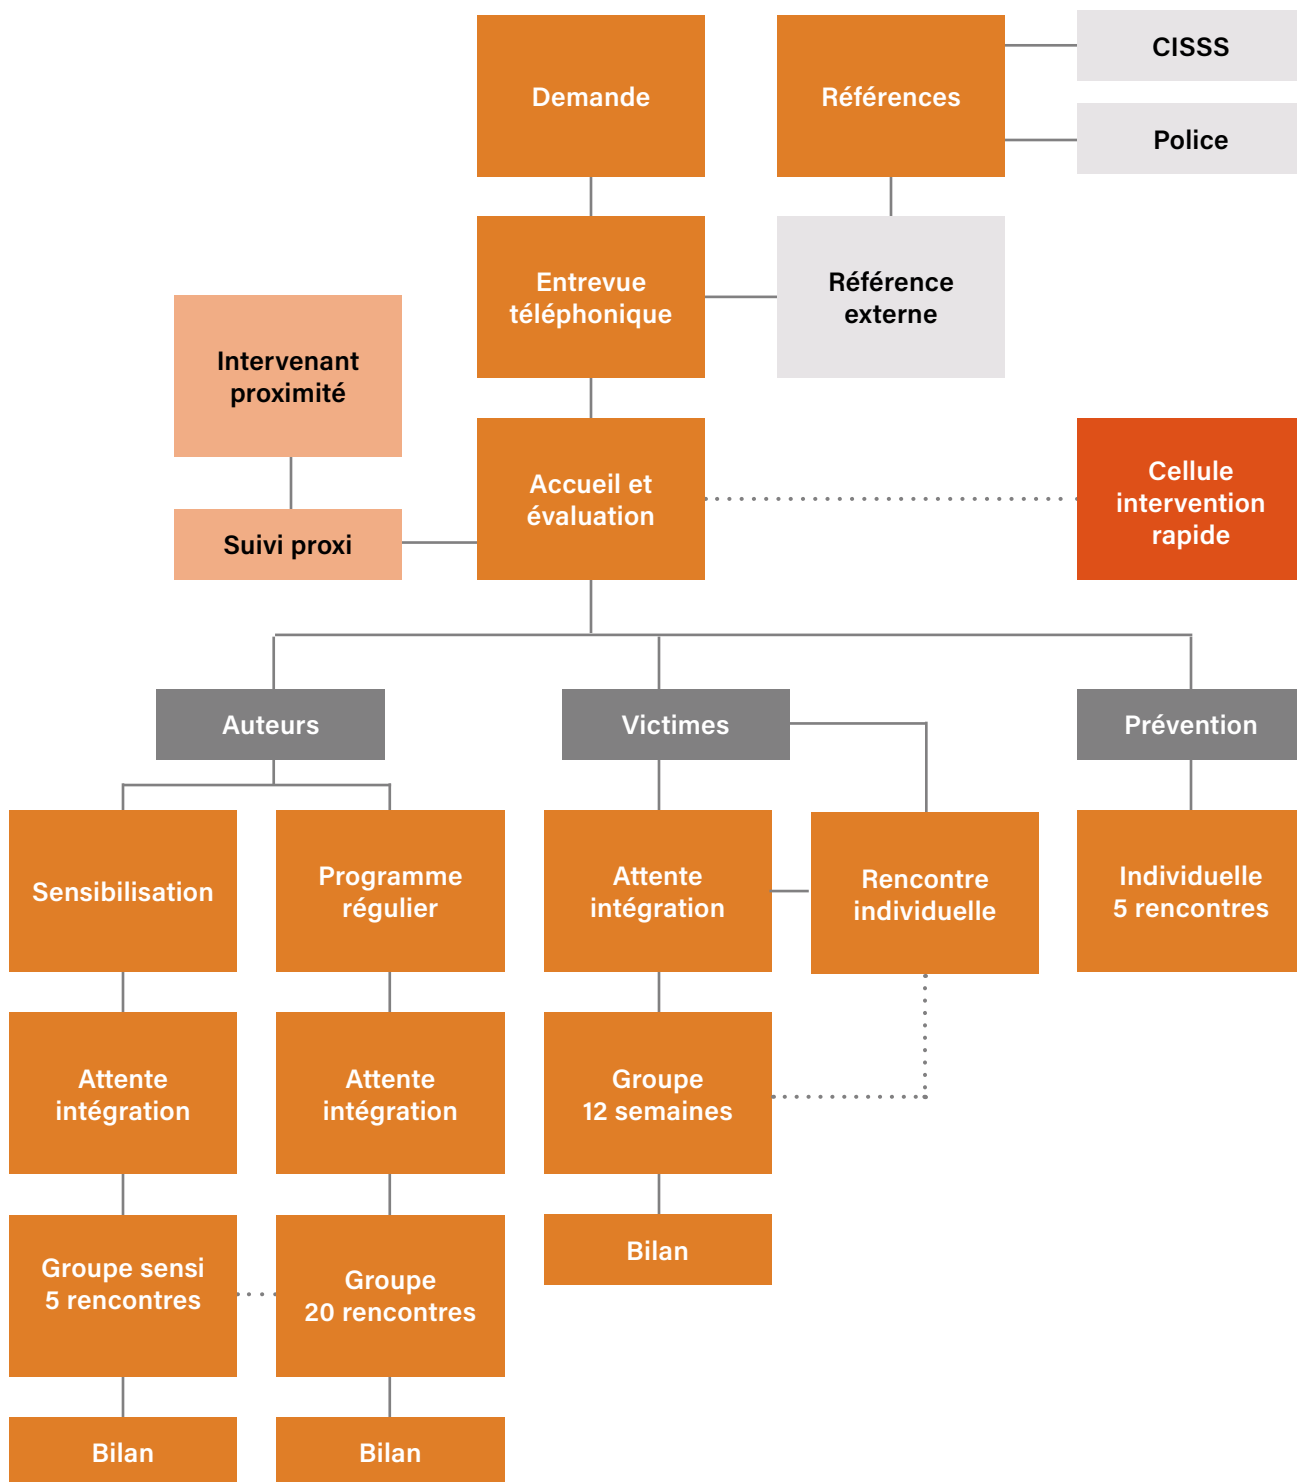 Demande
Références
CISSS
Police
Entrevue
téléphonique
Référence
externe
Intervenant
proximité
Suivi proxi
Accueil et
évaluation
Cellule
intervention
rapide
Auteurs
Victimes
Prévention
Sensibilisation
Programme
régulier
Attente
intégration
Rencontre
individuelle
Individuelle
5 rencontres
Attente
intégration
Attente
intégration
Groupe
12 semaines
Groupe sensi
5 rencontres
Groupe
20 rencontres
Bilan
Bilan
Bilan